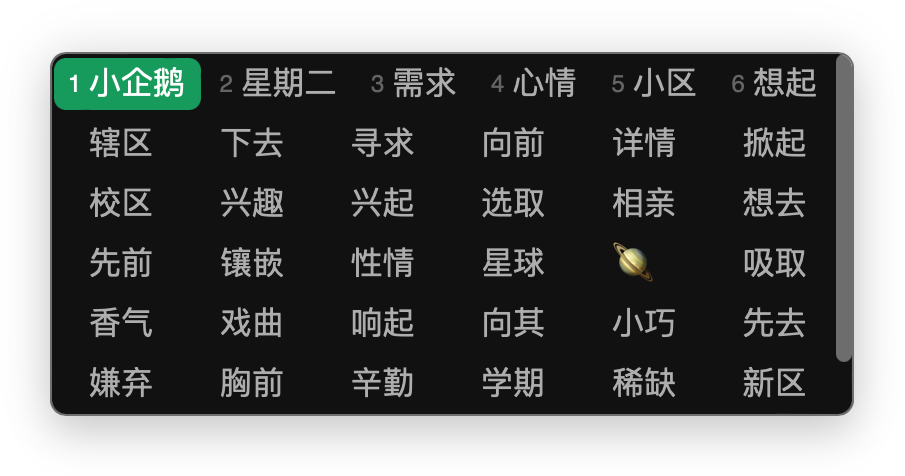 1 小企鹅 2 星期二 3 需求 4 心情 5 小区 6 想起
辖区 下去 寻求 向前 详情 掀起
校区 兴趣 兴起 选取 相亲 想去
先前 镶嵌 性情 星球 🪐 吸取
香气 戏曲 响起 向其 小巧 先去
嫌弃 胸前 辛勤 学期 稀缺 新区